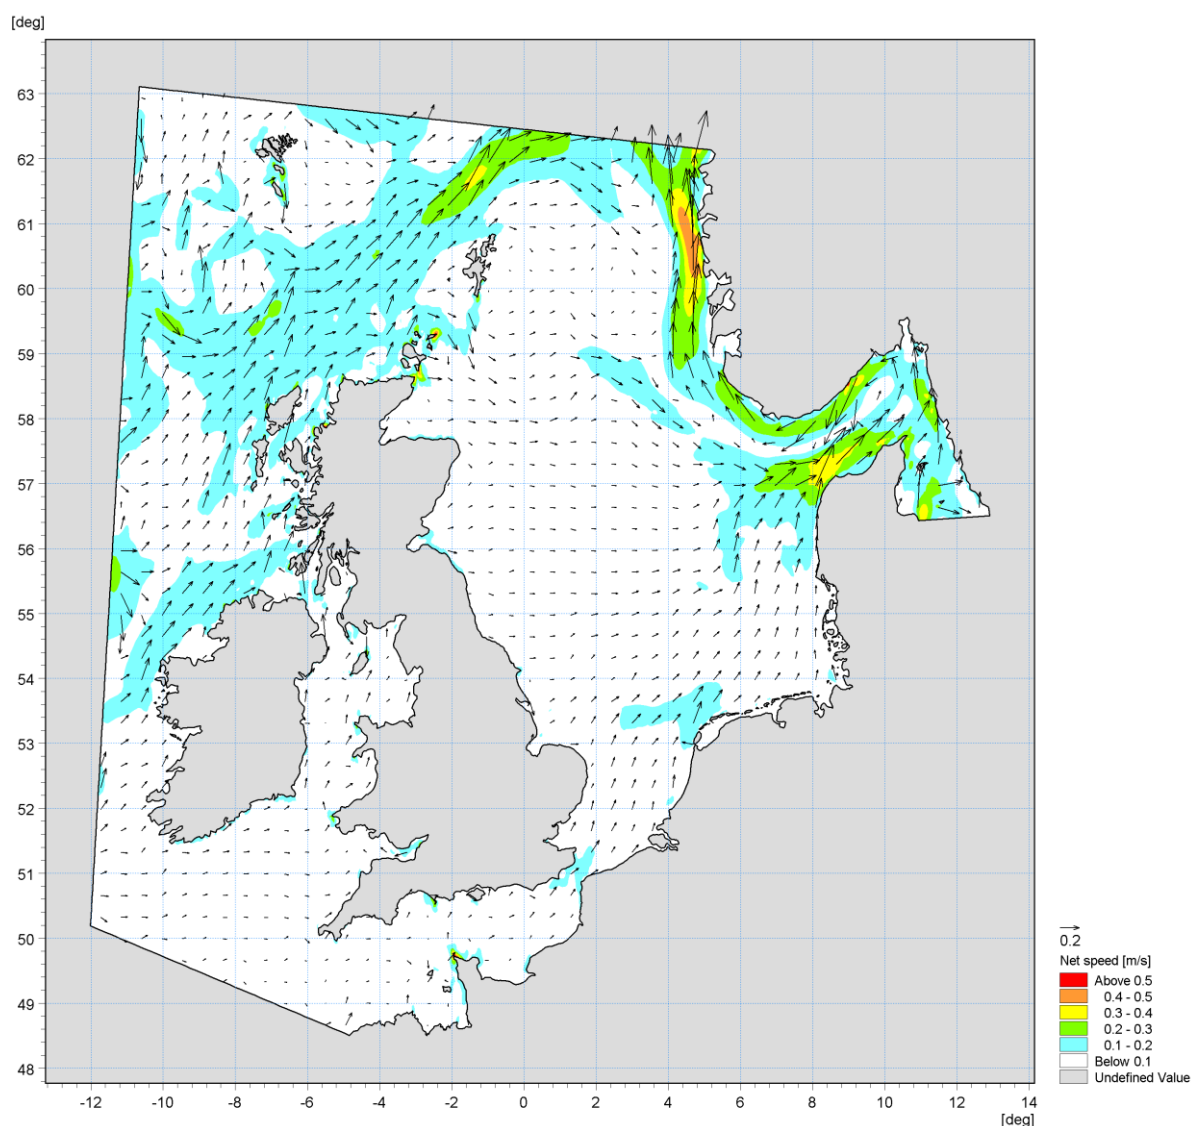 [deg]
63
62
61
60
59
58
57
56
55
54
53
52
51
50
49
48
-12 -10 -8 -6 -4 -2 0 2 4 6 8 10 12 14
[deg]
0.2
Net speed [m/s]
Above 0.5
0.4 - 0.5
0.3 - 0.4
0.2 - 0.3
0.1 - 0.2
Below 0.1
Undefined Value